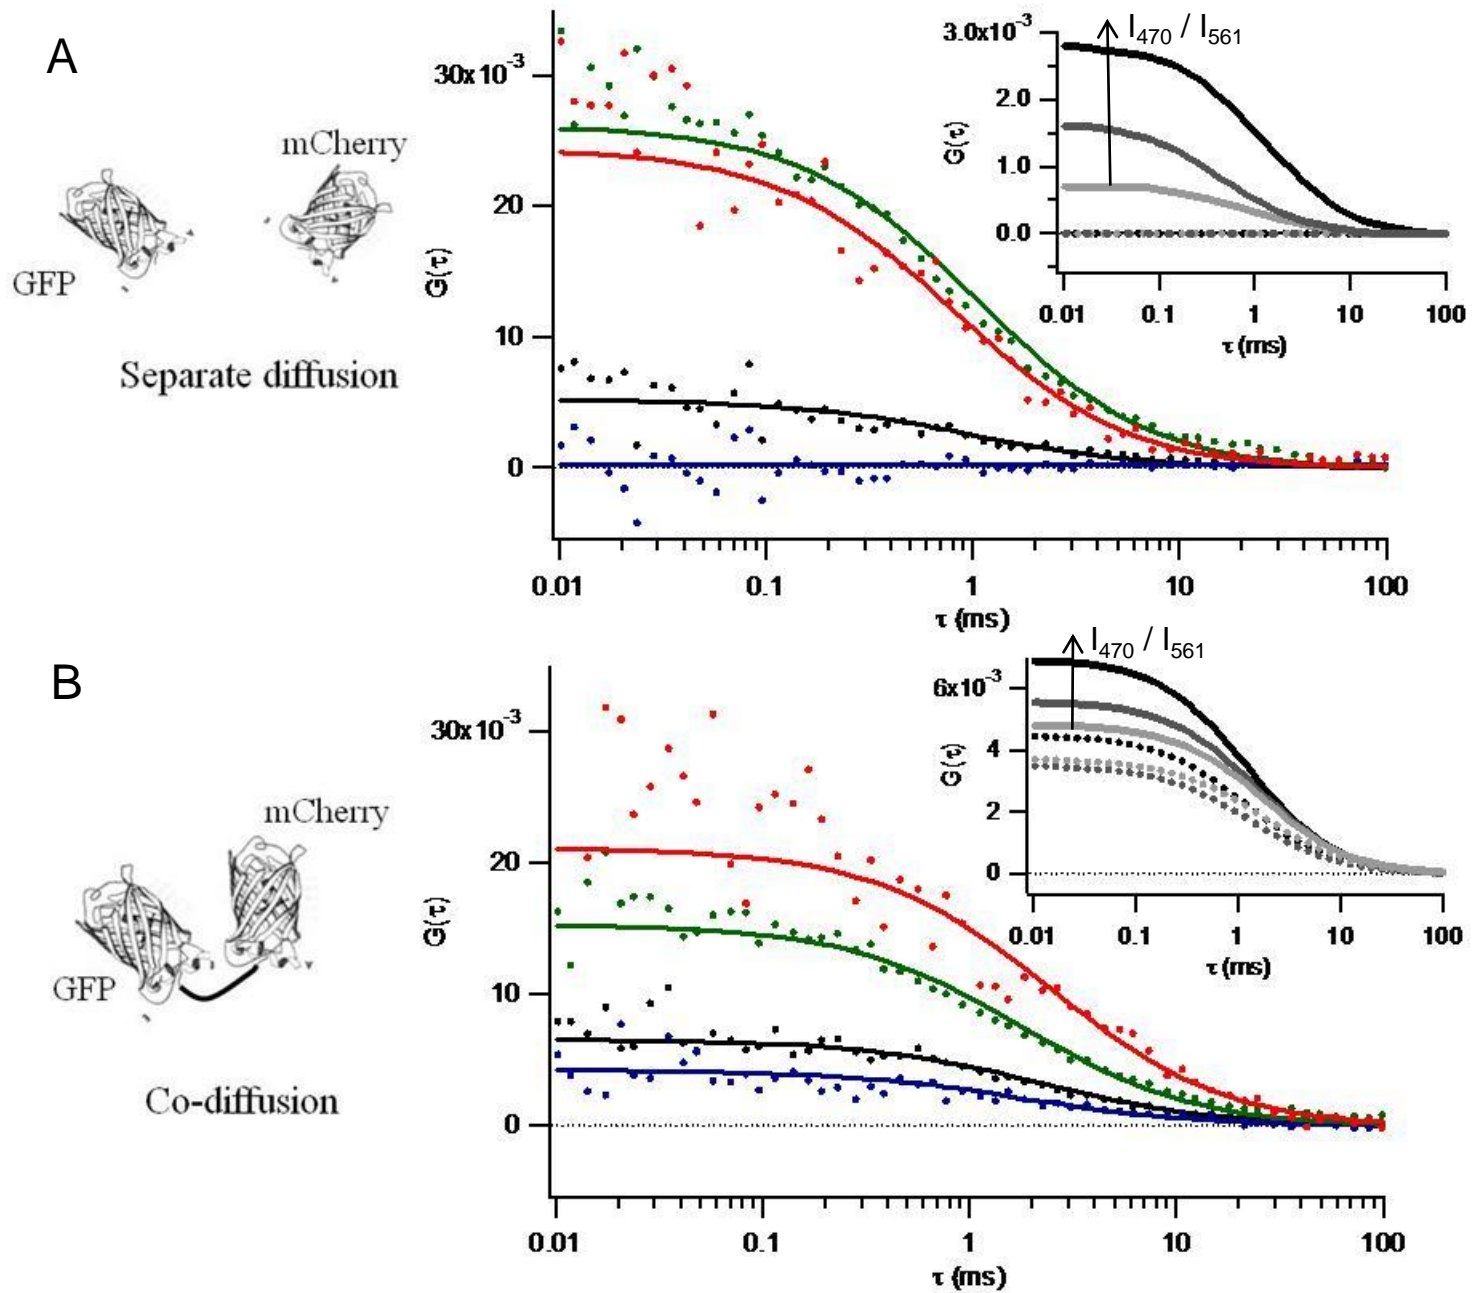 A
mCherry
GFP
Separate diffusion
30x10⁻³
20
10
0
G(τ)
0.01 0.1 1 10 100
τ (ms)
I₄₇₀ / I₅₆₁
3.0x10⁻³
2.0
1.0
0.0
G(τ)
0.01 0.1 1 10 100
τ (ms)
B
mCherry
GFP
Co-diffusion
30x10⁻³
20
10
0
G(τ)
0.01 0.1 1 10 100
τ (ms)
I₄₇₀ / I₅₆₁
6x10⁻³
4
2
0
G(τ)
0.01 0.1 1 10 100
τ (ms)